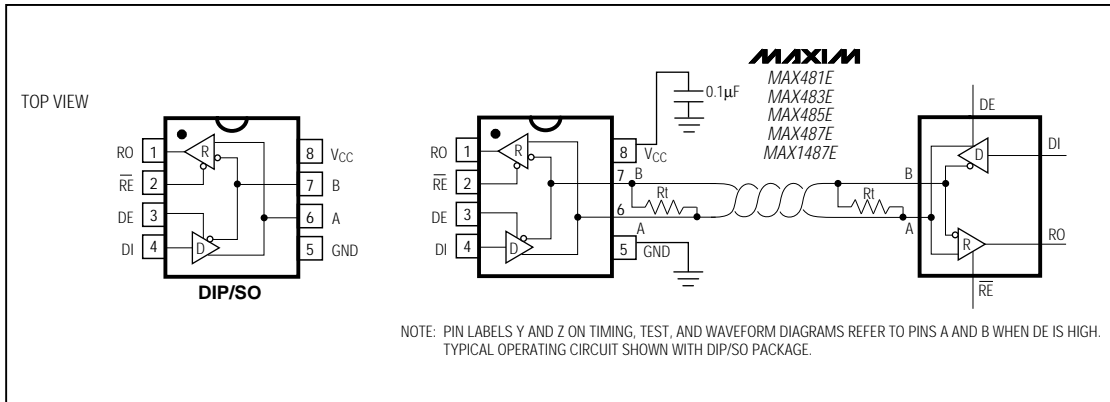 TOP VIEW
RO 1
RE 2
DE 3
DI 4
8 VCC
7 B
6 A
5 GND
R
D
DIP/SO
MAXIM
MAX481E
MAX483E
MAX485E
MAX487E
MAX1487E
0.1µF
RO 1
RE 2
DE 3
DI 4
R
D
8 VCC
7 B
Rt
6
A
5 GND
B
Rt
A
DE
D
DI
R
RO
RE
NOTE: PIN LABELS Y AND Z ON TIMING, TEST, AND WAVEFORM DIAGRAMS REFER TO PINS A AND B WHEN DE IS HIGH.
TYPICAL OPERATING CIRCUIT SHOWN WITH DIP/SO PACKAGE.